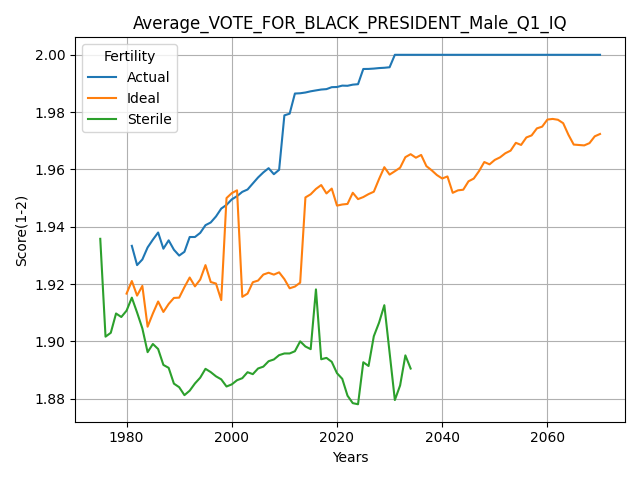 Average_VOTE_FOR_BLACK_PRESIDENT_Male_Q1_IQ
Fertility
Actual
Ideal
Sterile
Score(1-2)
2.00
1.98
1.96
1.94
1.92
1.90
1.88
1980 2000 2020 2040 2060
Years